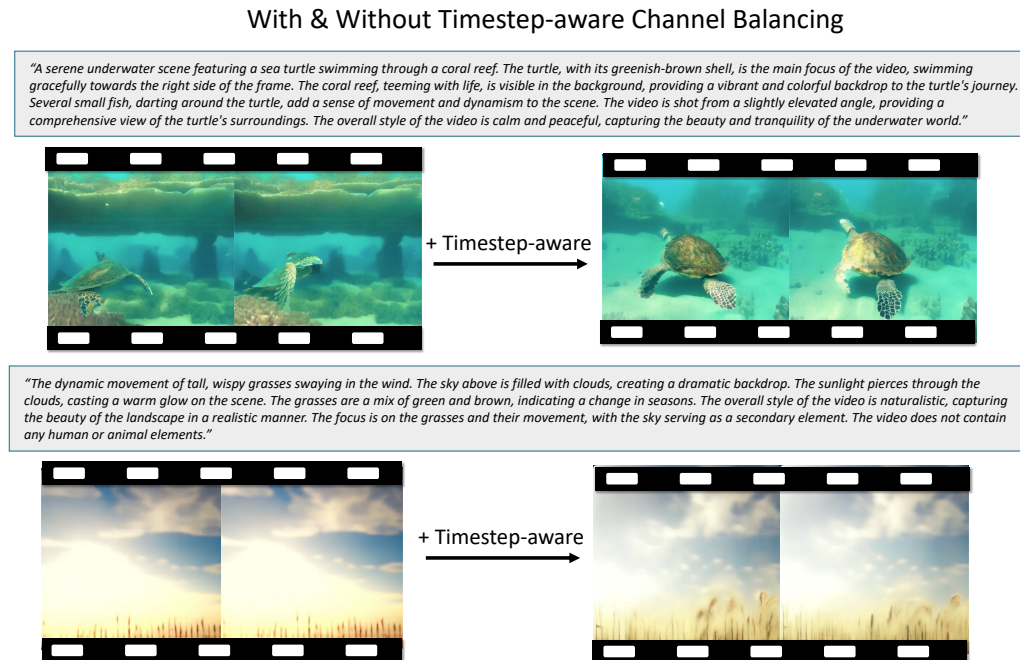 With & Without Timestep-aware Channel Balancing
“A serene underwater scene featuring a sea turtle swimming through a coral reef. The turtle, with its greenish-brown shell, is the main focus of the video, swimming
gracefully towards the right side of the frame. The coral reef, teeming with life, is visible in the background, providing a vibrant and colorful backdrop to the turtle's journey.
Several small fish, darting around the turtle, add a sense of movement and dynamism to the scene. The video is shot from a slightly elevated angle, providing a
comprehensive view of the turtle's surroundings. The overall style of the video is calm and peaceful, capturing the beauty and tranquility of the underwater world.”
+ Timestep-aware
“The dynamic movement of tall, wispy grasses swaying in the wind. The sky above is filled with clouds, creating a dramatic backdrop. The sunlight pierces through the
clouds, casting a warm glow on the scene. The grasses are a mix of green and brown, indicating a change in seasons. The overall style of the video is naturalistic, capturing
the beauty of the landscape in a realistic manner. The focus is on the grasses and their movement, with the sky serving as a secondary element. The video does not contain
any human or animal elements.”
+ Timestep-aware